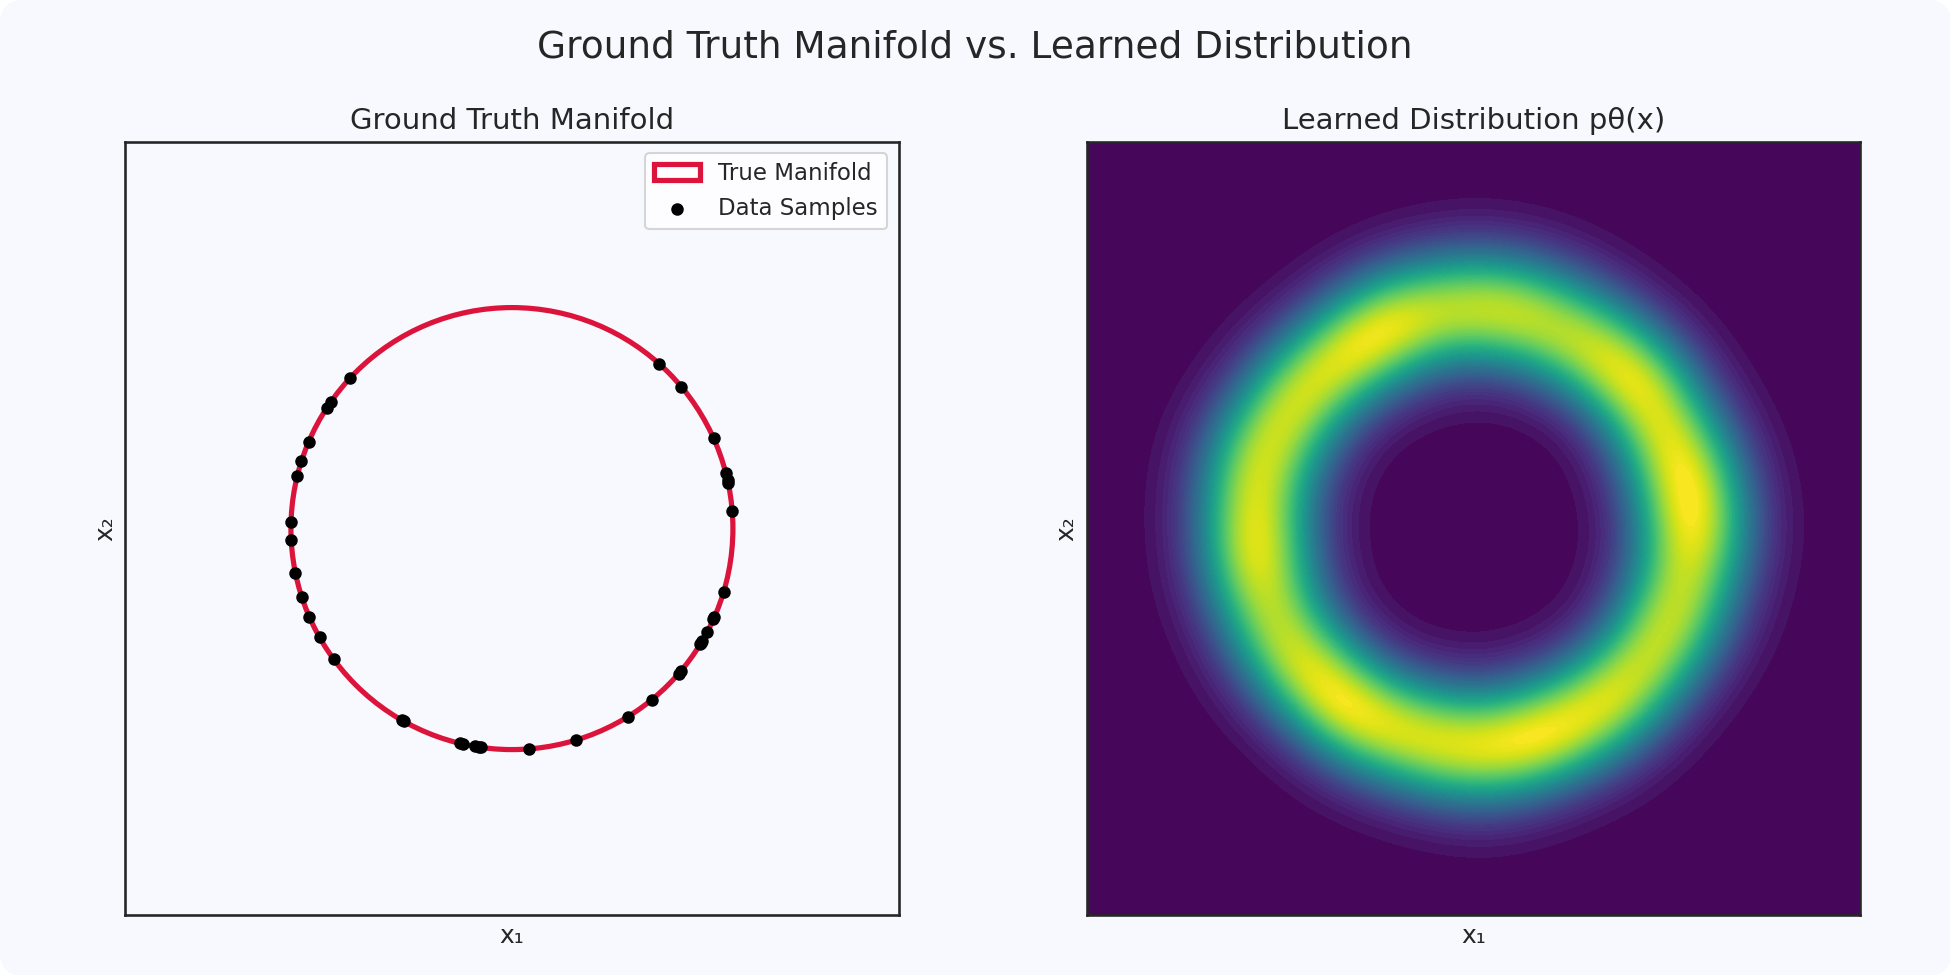 Ground Truth Manifold vs. Learned Distribution
Ground Truth Manifold
True Manifold
Data Samples
x₂
x₁
Learned Distribution pθ(x)
x₂
x₁